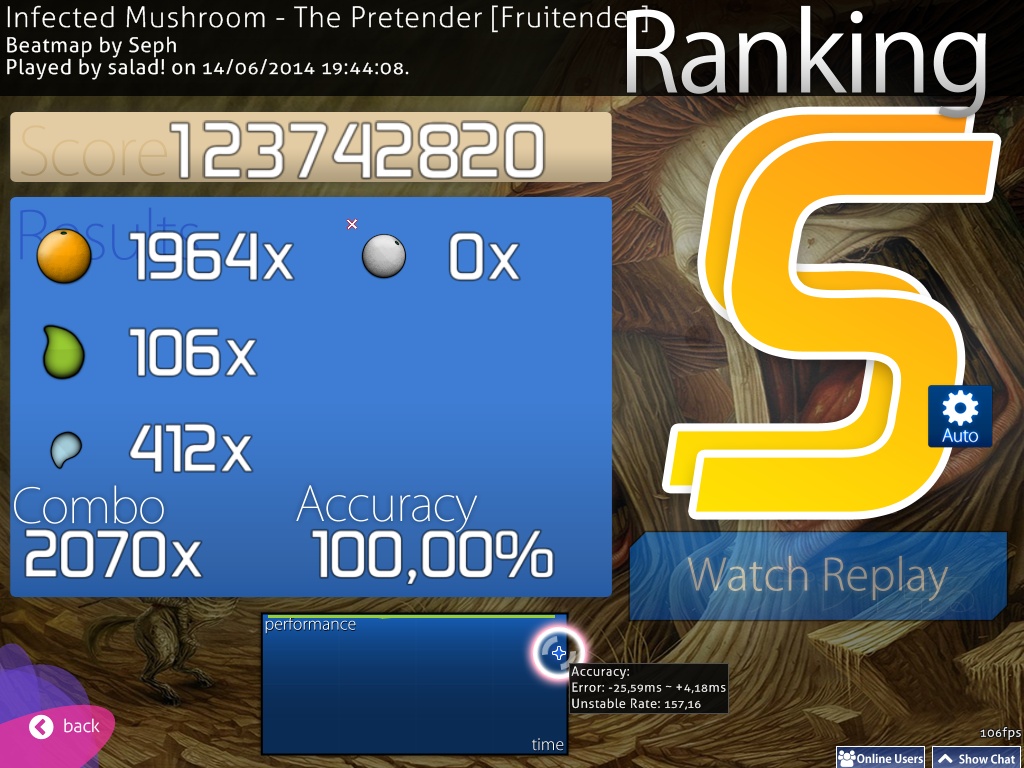 Infected Mushroom - The Pretender [Fruitender]
Beatmap by Seph
Played by salad! on 14/06/2014 19:44:08.
Ranking
Score 123742820
Results
1964x 0x
106x
412x
Combo Accuracy
2070x 100,00%
S
Auto
Watch Replay
performance
Accuracy:
Error: -25,59ms ~ +4,18ms
Unstable Rate: 157,16
time
back
106fps
Online Users Show Chat